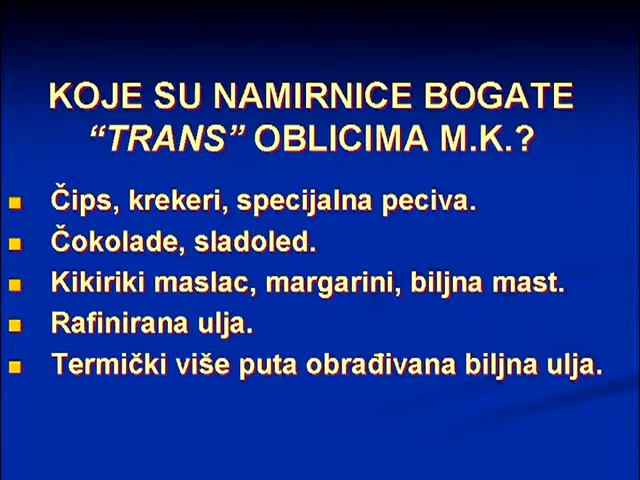 KOJE SU NAMIRNICE BOGATE
“TRANS” OBLICIMA M.K.?
Čips, krekeri, specijalna peciva.
Čokolade, sladoled.
Kikiriki maslac, margarini, biljna mast.
Rafinirana ulja.
Termički više puta obrađivana biljna ulja.